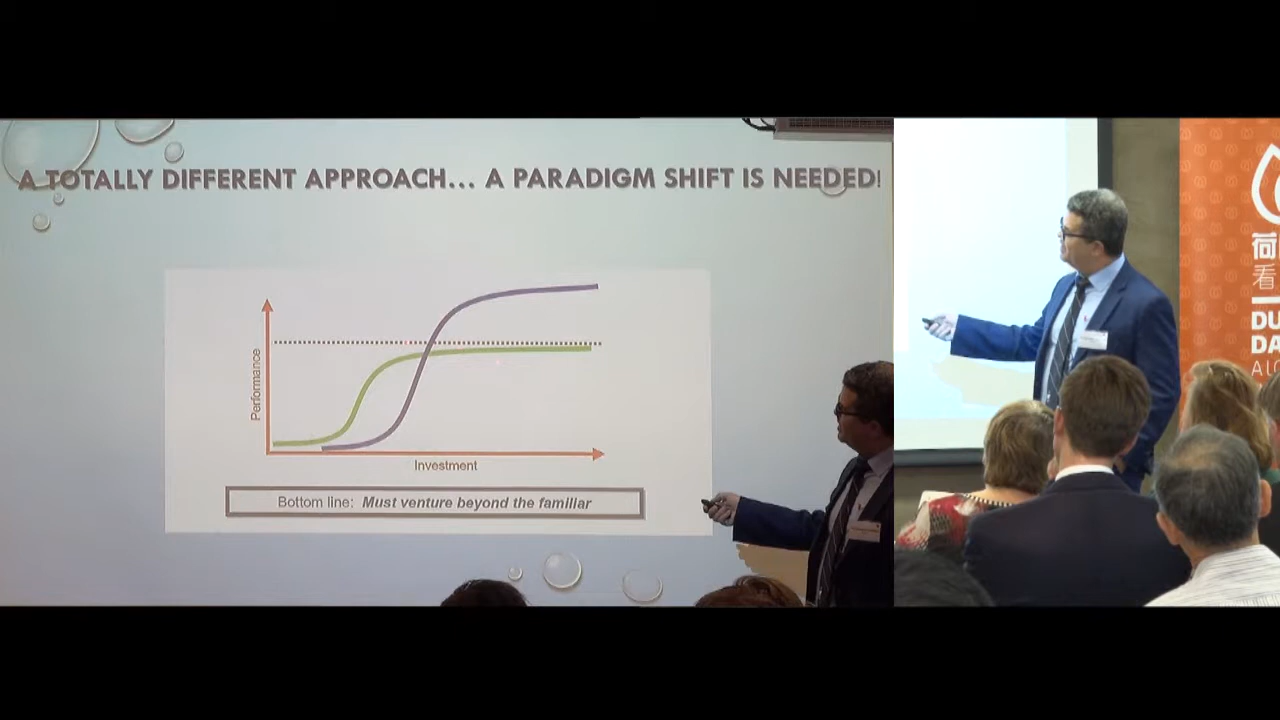 A TOTALLY DIFFERENT APPROACH... A PARADIGM SHIFT IS NEEDED!
Performance
Investment
Bottom line: Must venture beyond the familiar
荷
看
DU
DA